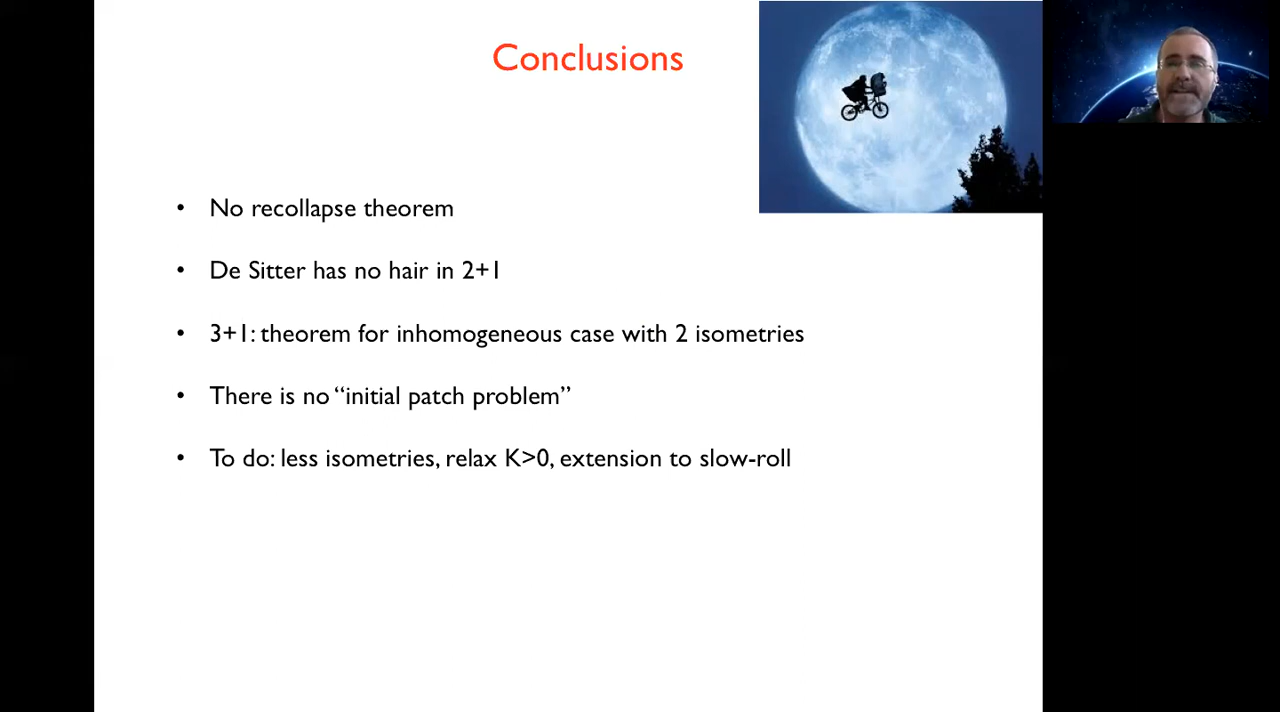 Conclusions
• No recollapse theorem
• De Sitter has no hair in 2+1
• 3+1: theorem for inhomogeneous case with 2 isometries
• There is no “initial patch problem”
• To do: less isometries, relax K>0, extension to slow-roll